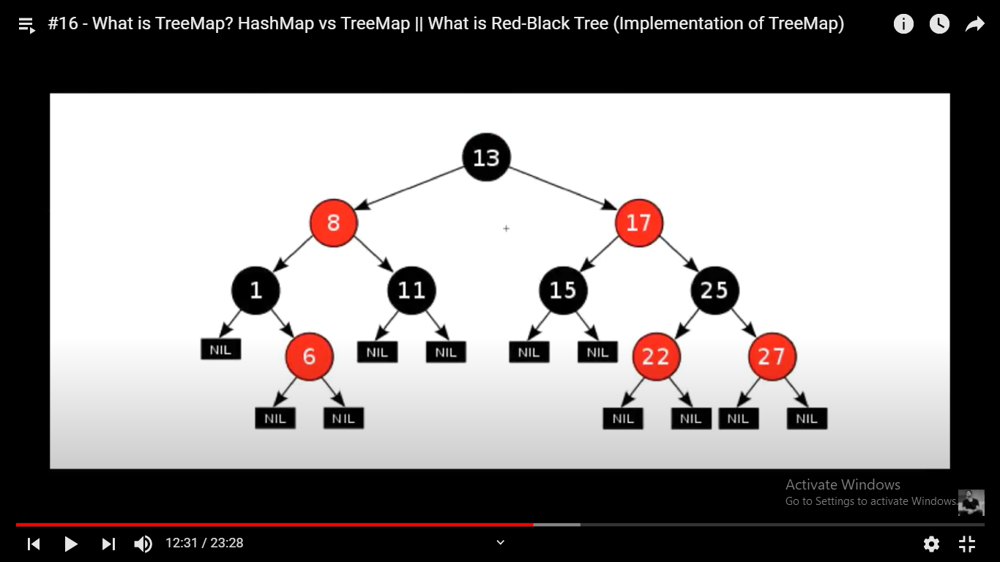 #16 - What is TreeMap? HashMap vs TreeMap || What is Red-Black Tree (Implementation of TreeMap)
13
8
17
1
11
15
25
NIL
6
NIL
NIL
NIL
NIL
22
27
NIL
NIL
NIL
NIL
NIL
NIL
Activate Windows
Go to Settings to activate Windows.
12:31 / 23:28